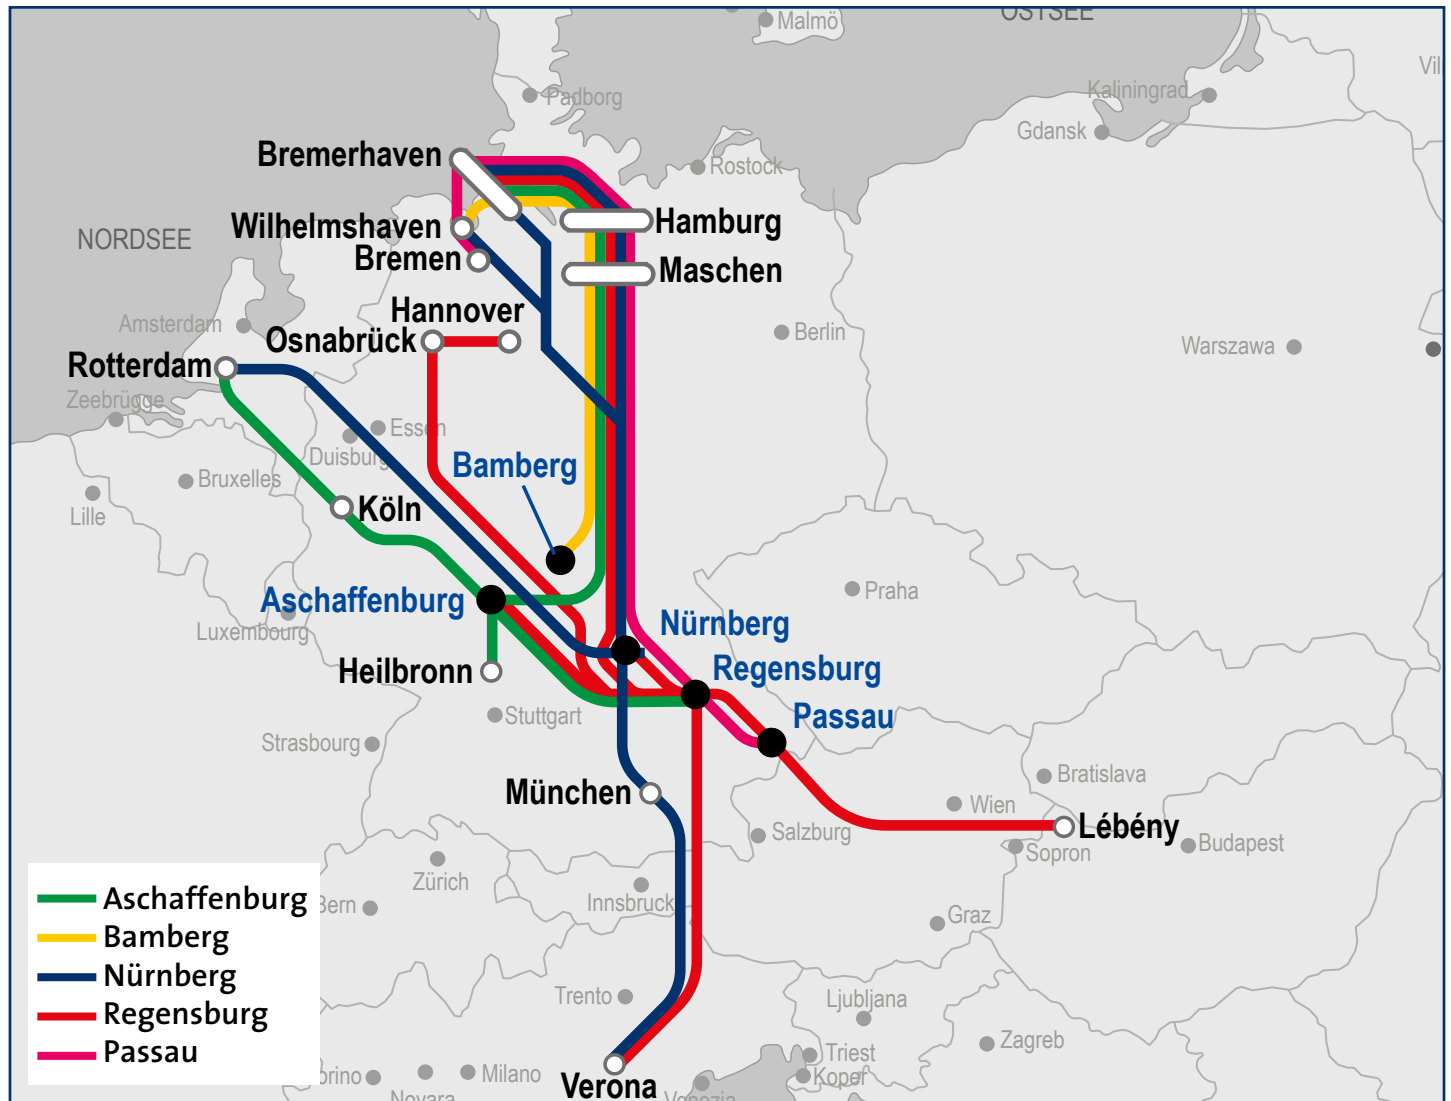 OSTSEE
Malmö
Vil
Padborg
Kaliningrad
Gdansk
Bremerhaven
Rostock
Wilhelmshaven
Hamburg
NORDSEE
Bremen
Maschen
Hannover
Amsterdam
Osnabrück
Berlin
Warszawa
Rotterdam
Zeebrügge
Essen
Duisburg
Bamberg
Bruxelles
Lille
Köln
Praha
Aschaffenburg
Luxembourg
Nürnberg
Heilbronn
Regensburg
Stuttgart
Passau
Strasbourg
Bratislava
München
Wien
Salzburg
Lébény
Sopron
Budapest
Zürich
Innsbruck
Bern
Graz
Aschaffenburg
Bamberg
Nürnberg
Regensburg
Passau
Trento
Ljubljana
Zagreb
Triest
Koper
orino
Milano
Novara
Verona
Venezia